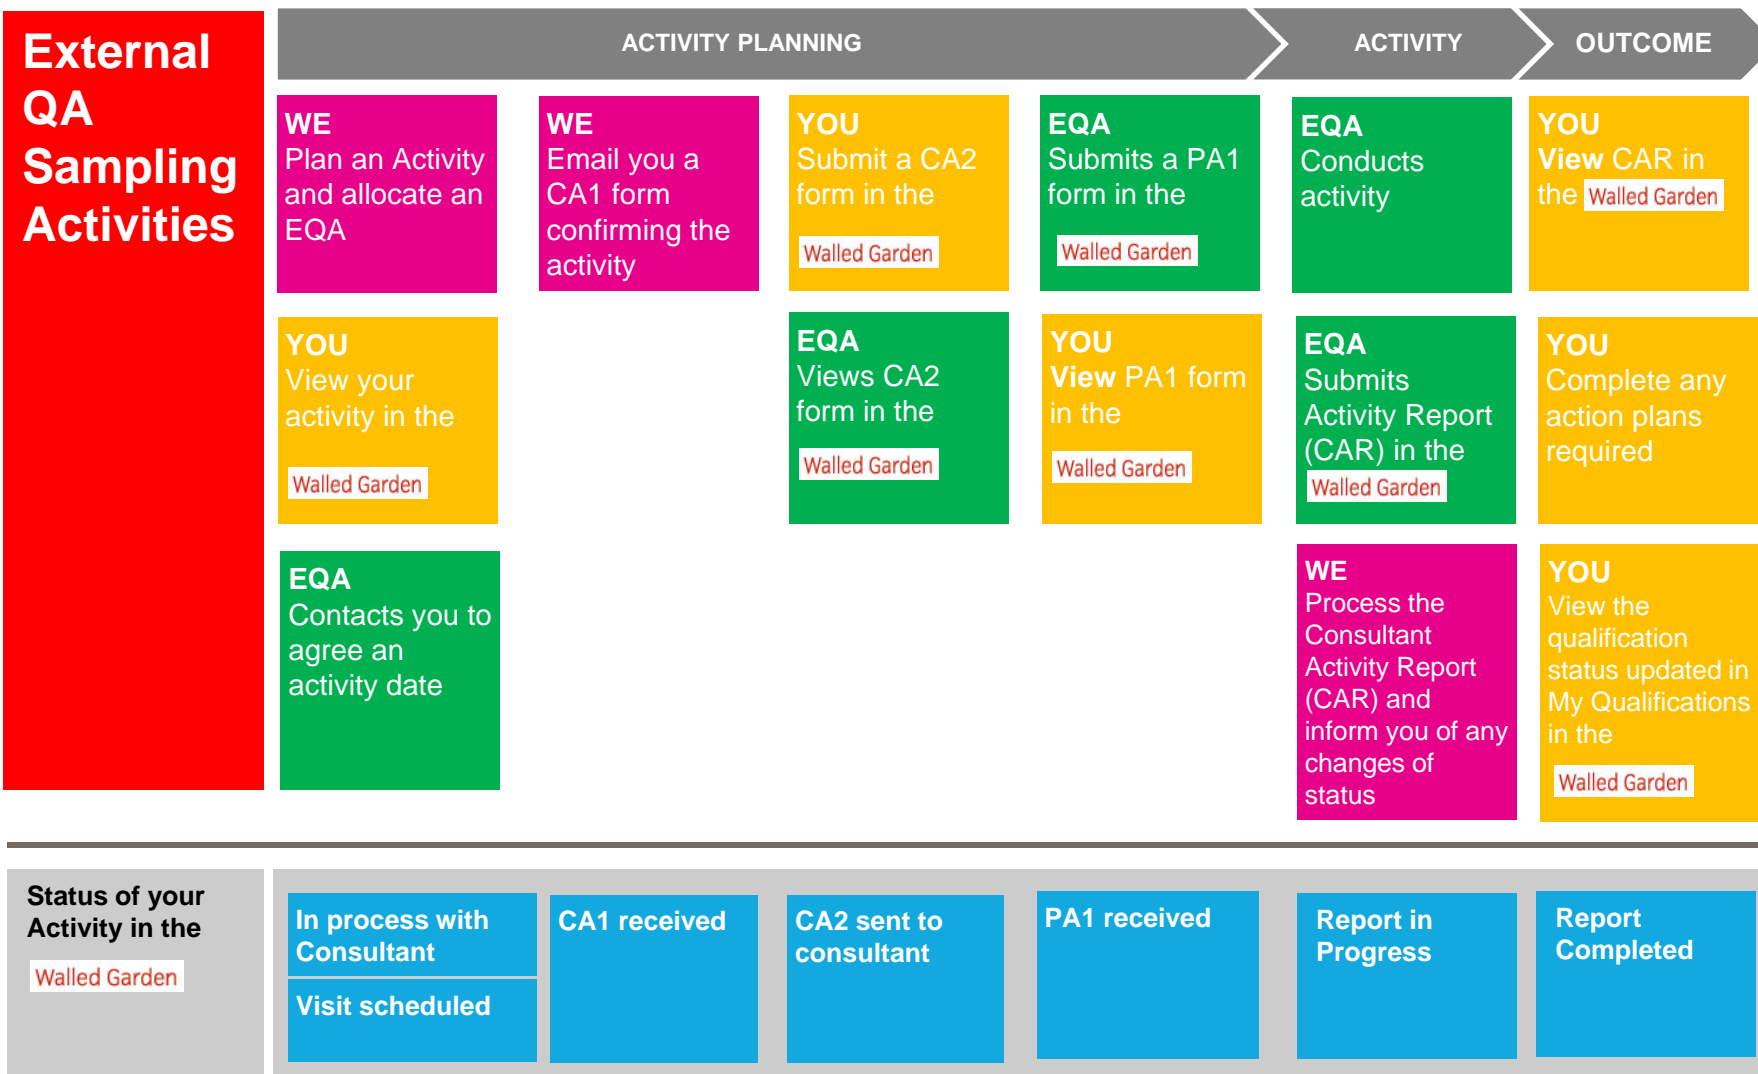 External
QA
Sampling
Activities
ACTIVITY PLANNING
ACTIVITY
OUTCOME
WE
Plan an Activity
and allocate an
EQA
WE
Email you a
CA1 form
confirming the
activity
YOU
Submit a CA2
form in the
Walled Garden
EQA
Submits a PA1
form in the
Walled Garden
EQA
Conducts
activity
YOU
View CAR in
the Walled Garden
YOU
View your
activity in the
Walled Garden
EQA
Views CA2
form in the
Walled Garden
YOU
View PA1 form
in the
Walled Garden
EQA
Submits
Activity Report
(CAR) in the
Walled Garden
YOU
Complete any
action plans
required
EQA
Contacts you to
agree an
activity date
WE
Process the
Consultant
Activity Report
(CAR) and
inform you of any
changes of
status
YOU
View the
qualification
status updated in
My Qualifications
in the
Walled Garden
Status of your
Activity in the
Walled Garden
In process with
Consultant
Visit scheduled
CA1 received
CA2 sent to
consultant
PA1 received
Report in
Progress
Report
Completed